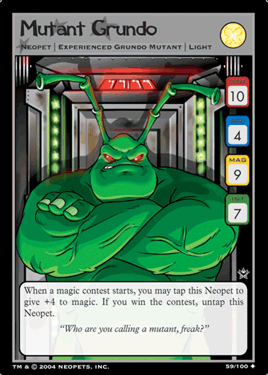 Mutant Grundo
Neopet | Experienced Grundo Mutant | Light
10
4
MAG
9
7
When a magic contest starts, you may tap this Neopet to
give +4 to magic. If you win the contest, untap this
Neopet.
"Who are you calling a mutant, freak?"
TM & © 2004 NEOPETS, INC.
59/100